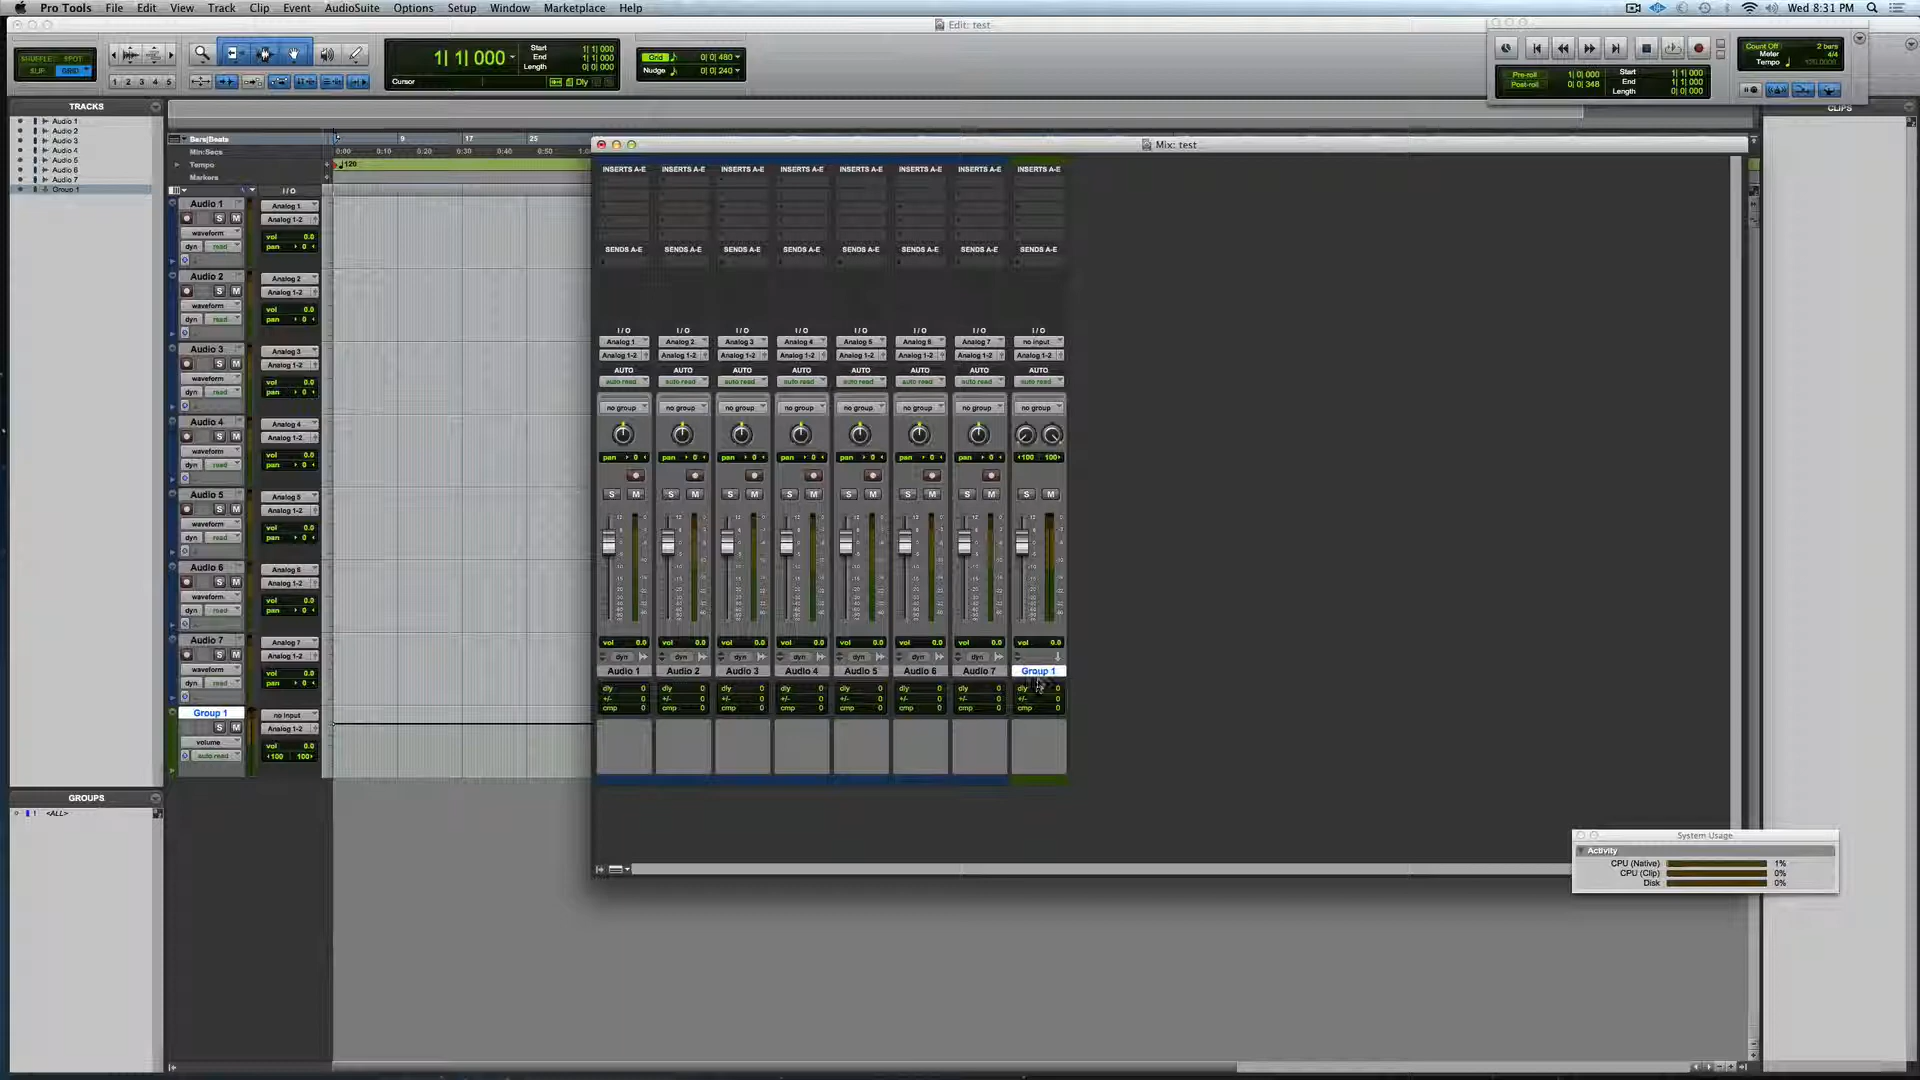 Pro Tools File Edit View Track Clip Event AudioSuite Options Setup Window Marketplace Help Wed 8:31 PM
Edit: test
SHUFFLE SPOT
SLIP GRID
1 2 3 4 5
1| 1| 000
Start 1| 1| 000
End 1| 1| 000
Length 0| 0| 000
Cursor Dly
Grid 0| 0| 480
Nudge 0| 0| 240
Pre-roll 1| 0| 000
Post-roll 0| 0| 348
Start 1| 1| 000
End 1| 1| 000
Length 0| 0| 000
Count Off 2 bars
Meter 4/4
Tempo 120.0000
TRACKS
Audio 1
Audio 2
Audio 3
Audio 4
Audio 5
Audio 6
Audio 7
Group 1
GROUPS
1 <ALL>
CLIPS
Bars|Beats 9 17 25
Min:Secs 0:00 0:10 0:20 0:30 0:40 0:50
Tempo 120
Markers
I / O
Audio 1 Analog 1
S M Analog 1-2
waveform vol 0.0
dyn read pan 0
Audio 2 Analog 2
S M Analog 1-2
waveform vol 0.0
dyn read pan 0
Audio 3 Analog 3
S M Analog 1-2
waveform vol 0.0
dyn read pan 0
Audio 4 Analog 4
S M Analog 1-2
waveform vol 0.0
dyn read pan 0
Audio 5 Analog 5
S M Analog 1-2
waveform vol 0.0
dyn read pan 0
Audio 6 Analog 6
S M Analog 1-2
waveform vol 0.0
dyn read pan 0
Audio 7 Analog 7
S M Analog 1-2
waveform vol 0.0
dyn read pan 0
Group 1 no input
S M Analog 1-2
volume vol 0.0
auto read 100 100
Mix: test
INSERTS A-E INSERTS A-E INSERTS A-E INSERTS A-E INSERTS A-E INSERTS A-E INSERTS A-E INSERTS A-E
SENDS A-E SENDS A-E SENDS A-E SENDS A-E SENDS A-E SENDS A-E SENDS A-E SENDS A-E
I / O I / O I / O I / O I / O I / O I / O I / O
Analog 1 Analog 2 Analog 3 Analog 4 Analog 5 Analog 6 Analog 7 no input
Analog 1-2 Analog 1-2 Analog 1-2 Analog 1-2 Analog 1-2 Analog 1-2 Analog 1-2 Analog 1-2
AUTO AUTO AUTO AUTO AUTO AUTO AUTO AUTO
auto read auto read auto read auto read auto read auto read auto read auto read
no group no group no group no group no group no group no group no group
pan 0 pan 0 pan 0 pan 0 pan 0 pan 0 pan 0 100 100
S M S M S M S M S M S M S M S M
vol 0.0 vol 0.0 vol 0.0 vol 0.0 vol 0.0 vol 0.0 vol 0.0 vol 0.0
dyn dyn dyn dyn dyn dyn dyn
Audio 1 Audio 2 Audio 3 Audio 4 Audio 5 Audio 6 Audio 7 Group 1
dly 0 dly 0 dly 0 dly 0 dly 0 dly 0 dly 0 dly 0
+/- 0 +/- 0 +/- 0 +/- 0 +/- 0 +/- 0 +/- 0 +/- 0
cmp 0 cmp 0 cmp 0 cmp 0 cmp 0 cmp 0 cmp 0 cmp 0
System Usage
Activity
CPU (Native) 1%
CPU (Clip) 0%
Disk 0%